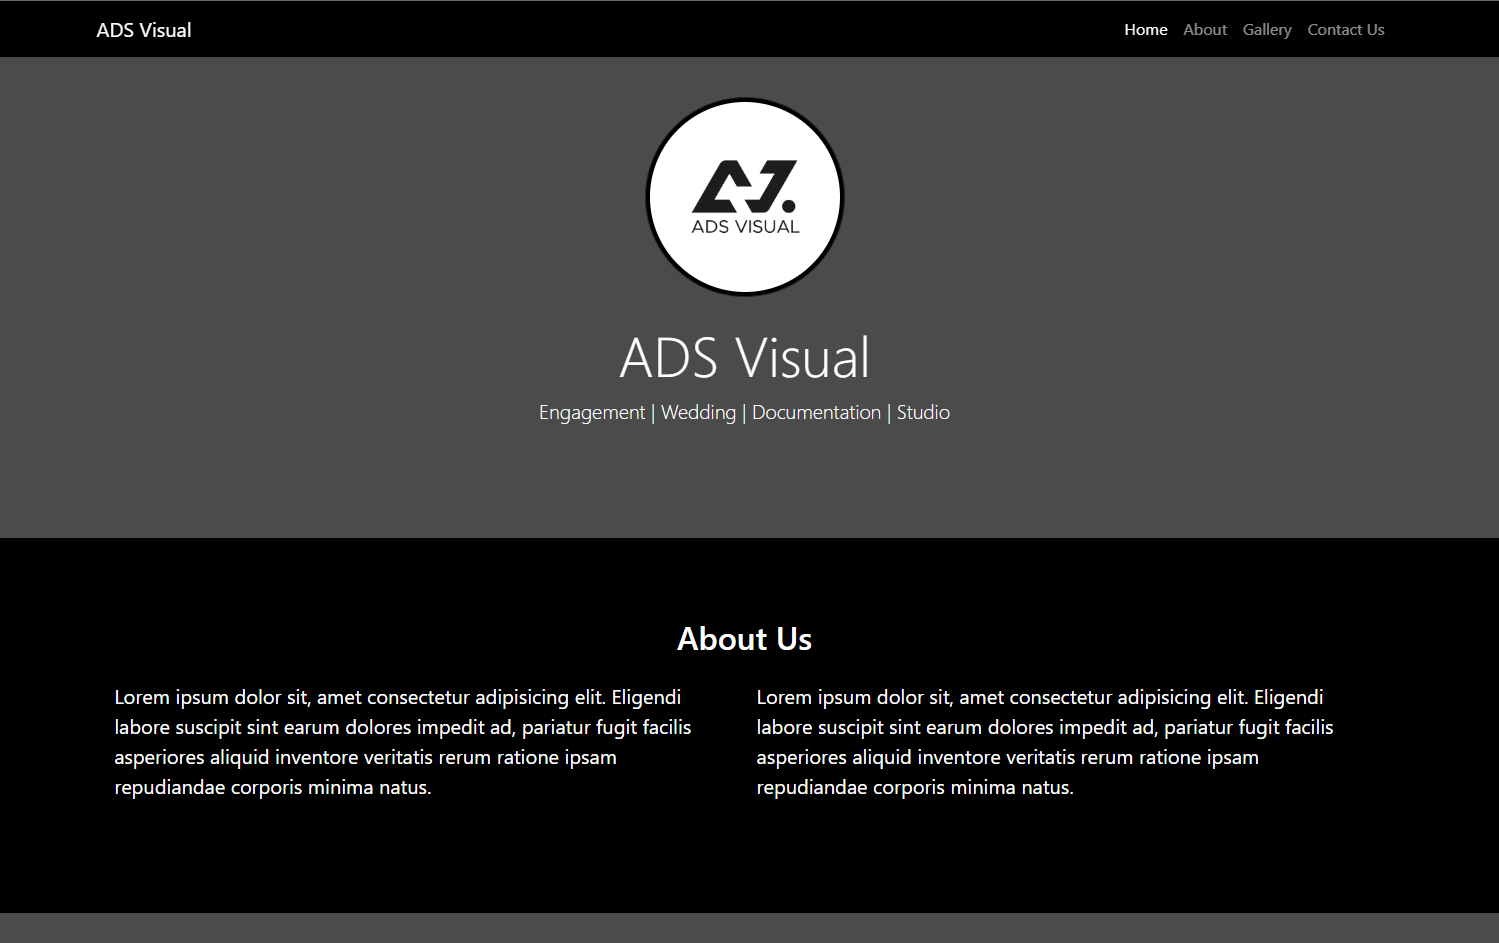 ADS Visual
Home About Gallery Contact Us
ADS VISUAL
ADS Visual
Engagement | Wedding | Documentation | Studio
About Us
Lorem ipsum dolor sit, amet consectetur adipisicing elit. Eligendi
labore suscipit sint earum dolores impedit ad, pariatur fugit facilis
asperiores aliquid inventore veritatis rerum ratione ipsam
repudiandae corporis minima natus.
Lorem ipsum dolor sit, amet consectetur adipisicing elit. Eligendi
labore suscipit sint earum dolores impedit ad, pariatur fugit facilis
asperiores aliquid inventore veritatis rerum ratione ipsam
repudiandae corporis minima natus.